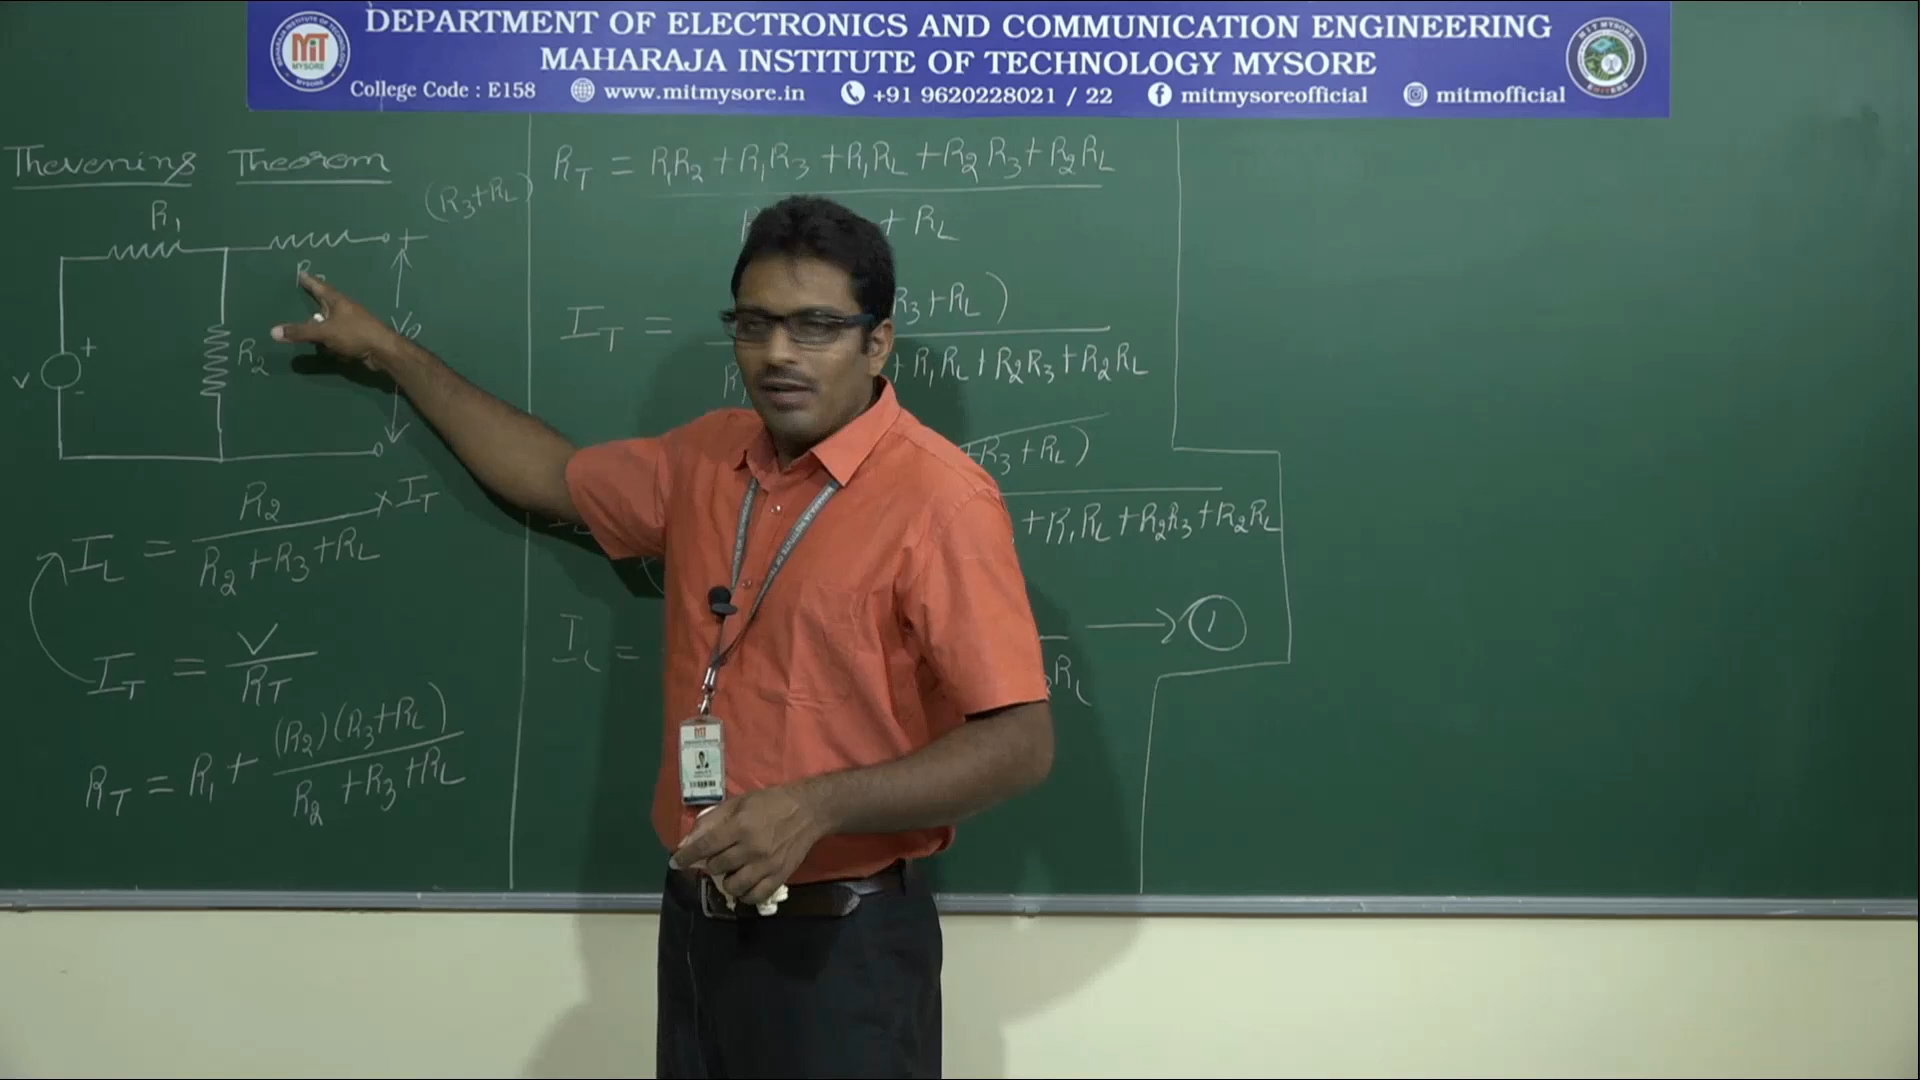 DEPARTMENT OF ELECTRONICS AND COMMUNICATION ENGINEERING
MAHARAJA INSTITUTE OF TECHNOLOGY MYSORE
College Code : E158 www.mitmysore.in +91 9620228021 / 22 mitmysoreofficial mitmofficial
MIT
MYSORE
Thevenins Theorem
(R3+RL)
R1
+
V
+
-
R2
IL = R2 / (R2+R3+RL) × IT
IT = V / RT
RT = R1 + (R2)(R3+RL) / (R2+R3+RL)
RT = R1R2 + R1R3 + R1RL + R2R3 + R2RL
+ RL
IT = R3+RL)
+ R1RL + R2R3 + R2RL
+R3+RL)
+ R1RL + R2R3 + R2RL
IL =
RL
1